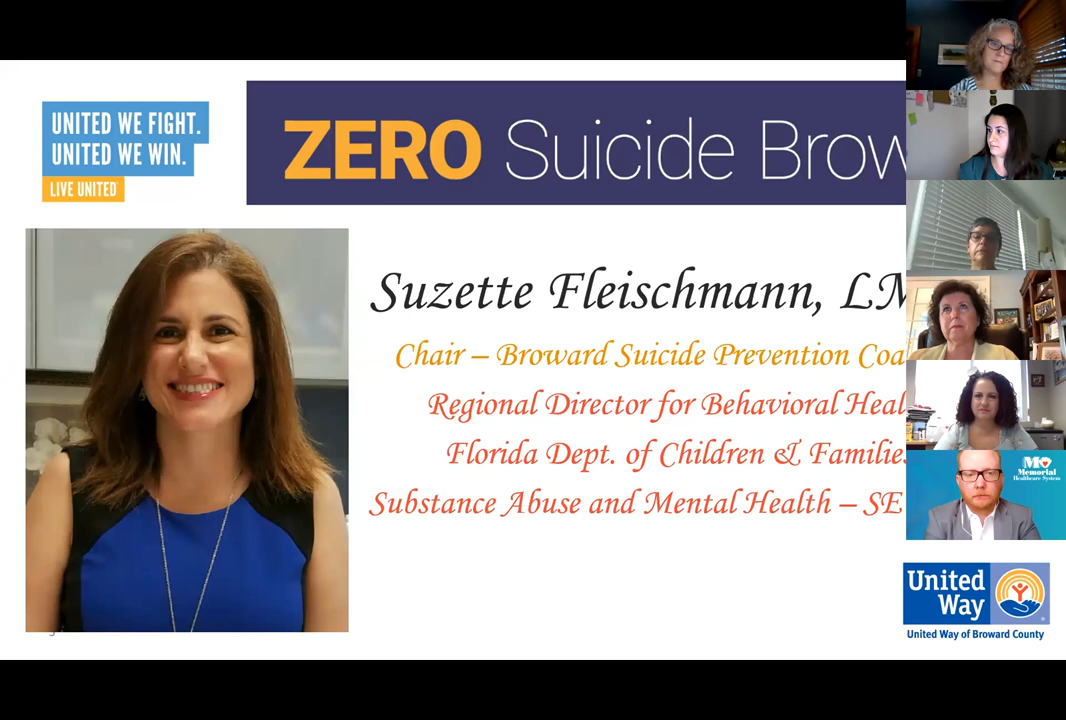 UNITED WE FIGHT.
UNITED WE WIN.
LIVE UNITED
ZERO Suicide Brow
Suzette Fleischmann, LM
Chair – Broward Suicide Prevention Coa
Regional Director for Behavioral Heal
Florida Dept. of Children & Families
Substance Abuse and Mental Health – SE
Memorial
Healthcare System
United
Way
United Way of Broward County